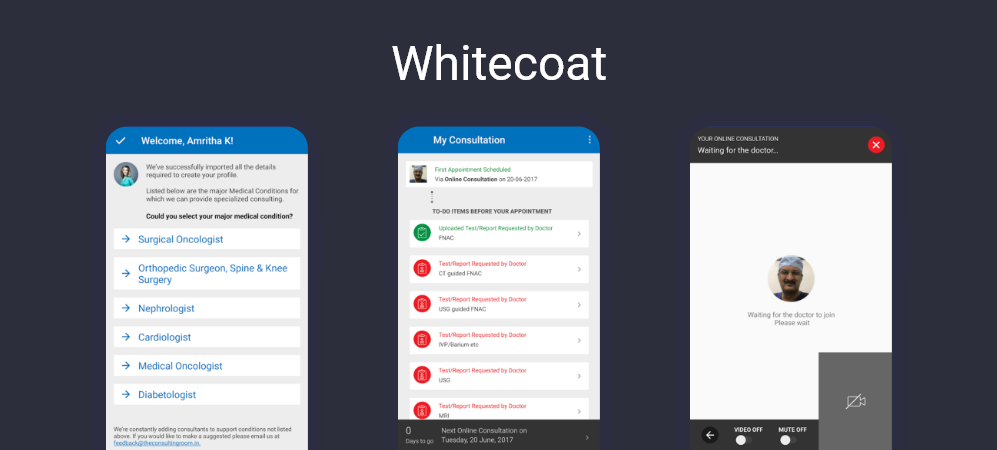 Whitecoat
Welcome, Amritha K!
We've successfully imported all the details
required to create your profile.
Listed below are the major Medical Conditions for
which we can provide specialized consulting.
Could you select your major medical condition?
Surgical Oncologist
Orthopedic Surgeon, Spine & Knee
Surgery
Nephrologist
Cardiologist
Medical Oncologist
Diabetologist
We're constantly adding consultants to support conditions not listed
above. If you would like to make a suggested please email us at
feedback@theconsultingroom.in.
My Consultation
First Appointment Scheduled
Via Online Consultation on 20-06-2017
TO-DO ITEMS BEFORE YOUR APPOINTMENT
Uploaded Test/Report Requested by Doctor
FNAC
Test/Report Requested by Doctor
CT guided FNAC
Test/Report Requested by Doctor
USG guided FNAC
Test/Report Requested by Doctor
IVP/Barium etc
Test/Report Requested by Doctor
USG
Test/Report Requested by Doctor
MRI
0
Days to go
Next Online Consultation on
Tuesday, 20 June, 2017
YOUR ONLINE CONSULTATION
Waiting for the doctor...
Waiting for the doctor to join
Please wait
VIDEO OFF
MUTE OFF